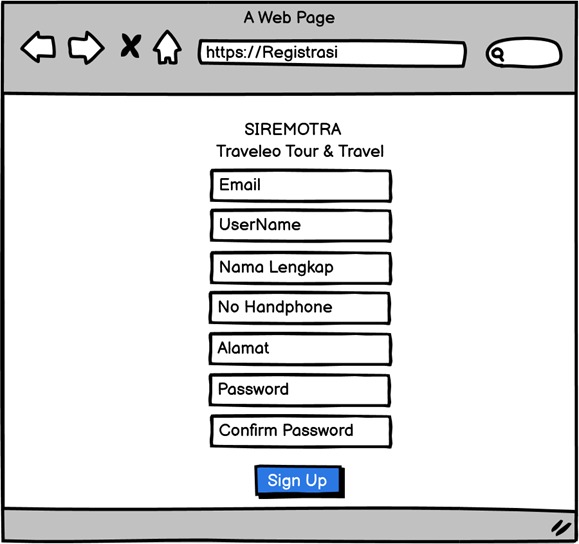 A Web Page
https://Registrasi
SIREMOTRA
Traveleo Tour & Travel
Email
UserName
Nama Lengkap
No Handphone
Alamat
Password
Confirm Password
Sign Up